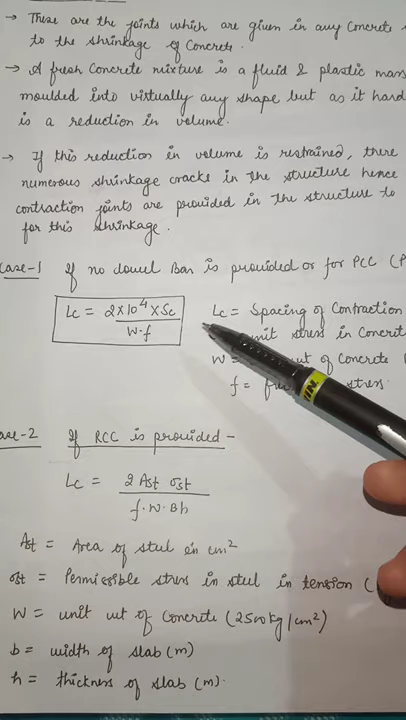 → These are the joints which are given in any Concrete
to the shrinkage of Concrete.
→ A fresh Concrete mixture is a fluid & plastic mass
moulded into virtually any shape but as it hard
is a reduction in volume.
→ If this reduction in volume is restrained, there
numerous shrinkage cracks in the structure hence
contraction joints are provided in the structure to
for this shrinkage.
Case-1 If no dowel Bar is provided or for PCC (P
Lc = 2×10⁴×Sc / W·f
Lc = Spacing of Contraction
unit stress in Concret
W = wt of Concrete (
f = stress
Case-2 If RCC is provided -
Lc = 2 Ast σst / f·W·Bh
Ast = Area of steel in cm²
σst = Permissible stress in steel in tension (
W = unit wt of concrete (2500kg/cm²)
b = width of slab (m)
h = thickness of slab (m).